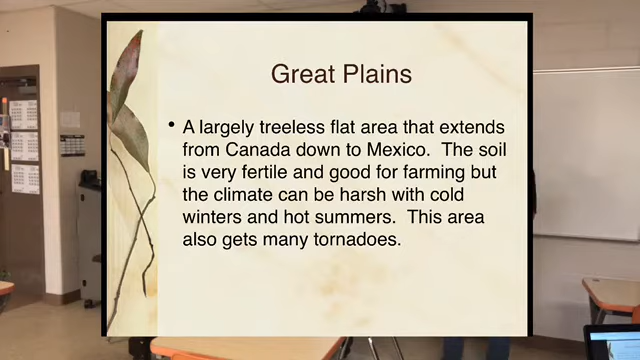 Great Plains
• A largely treeless flat area that extends
from Canada down to Mexico.  The soil
is very fertile and good for farming but
the climate can be harsh with cold
winters and hot summers.  This area
also gets many tornadoes.